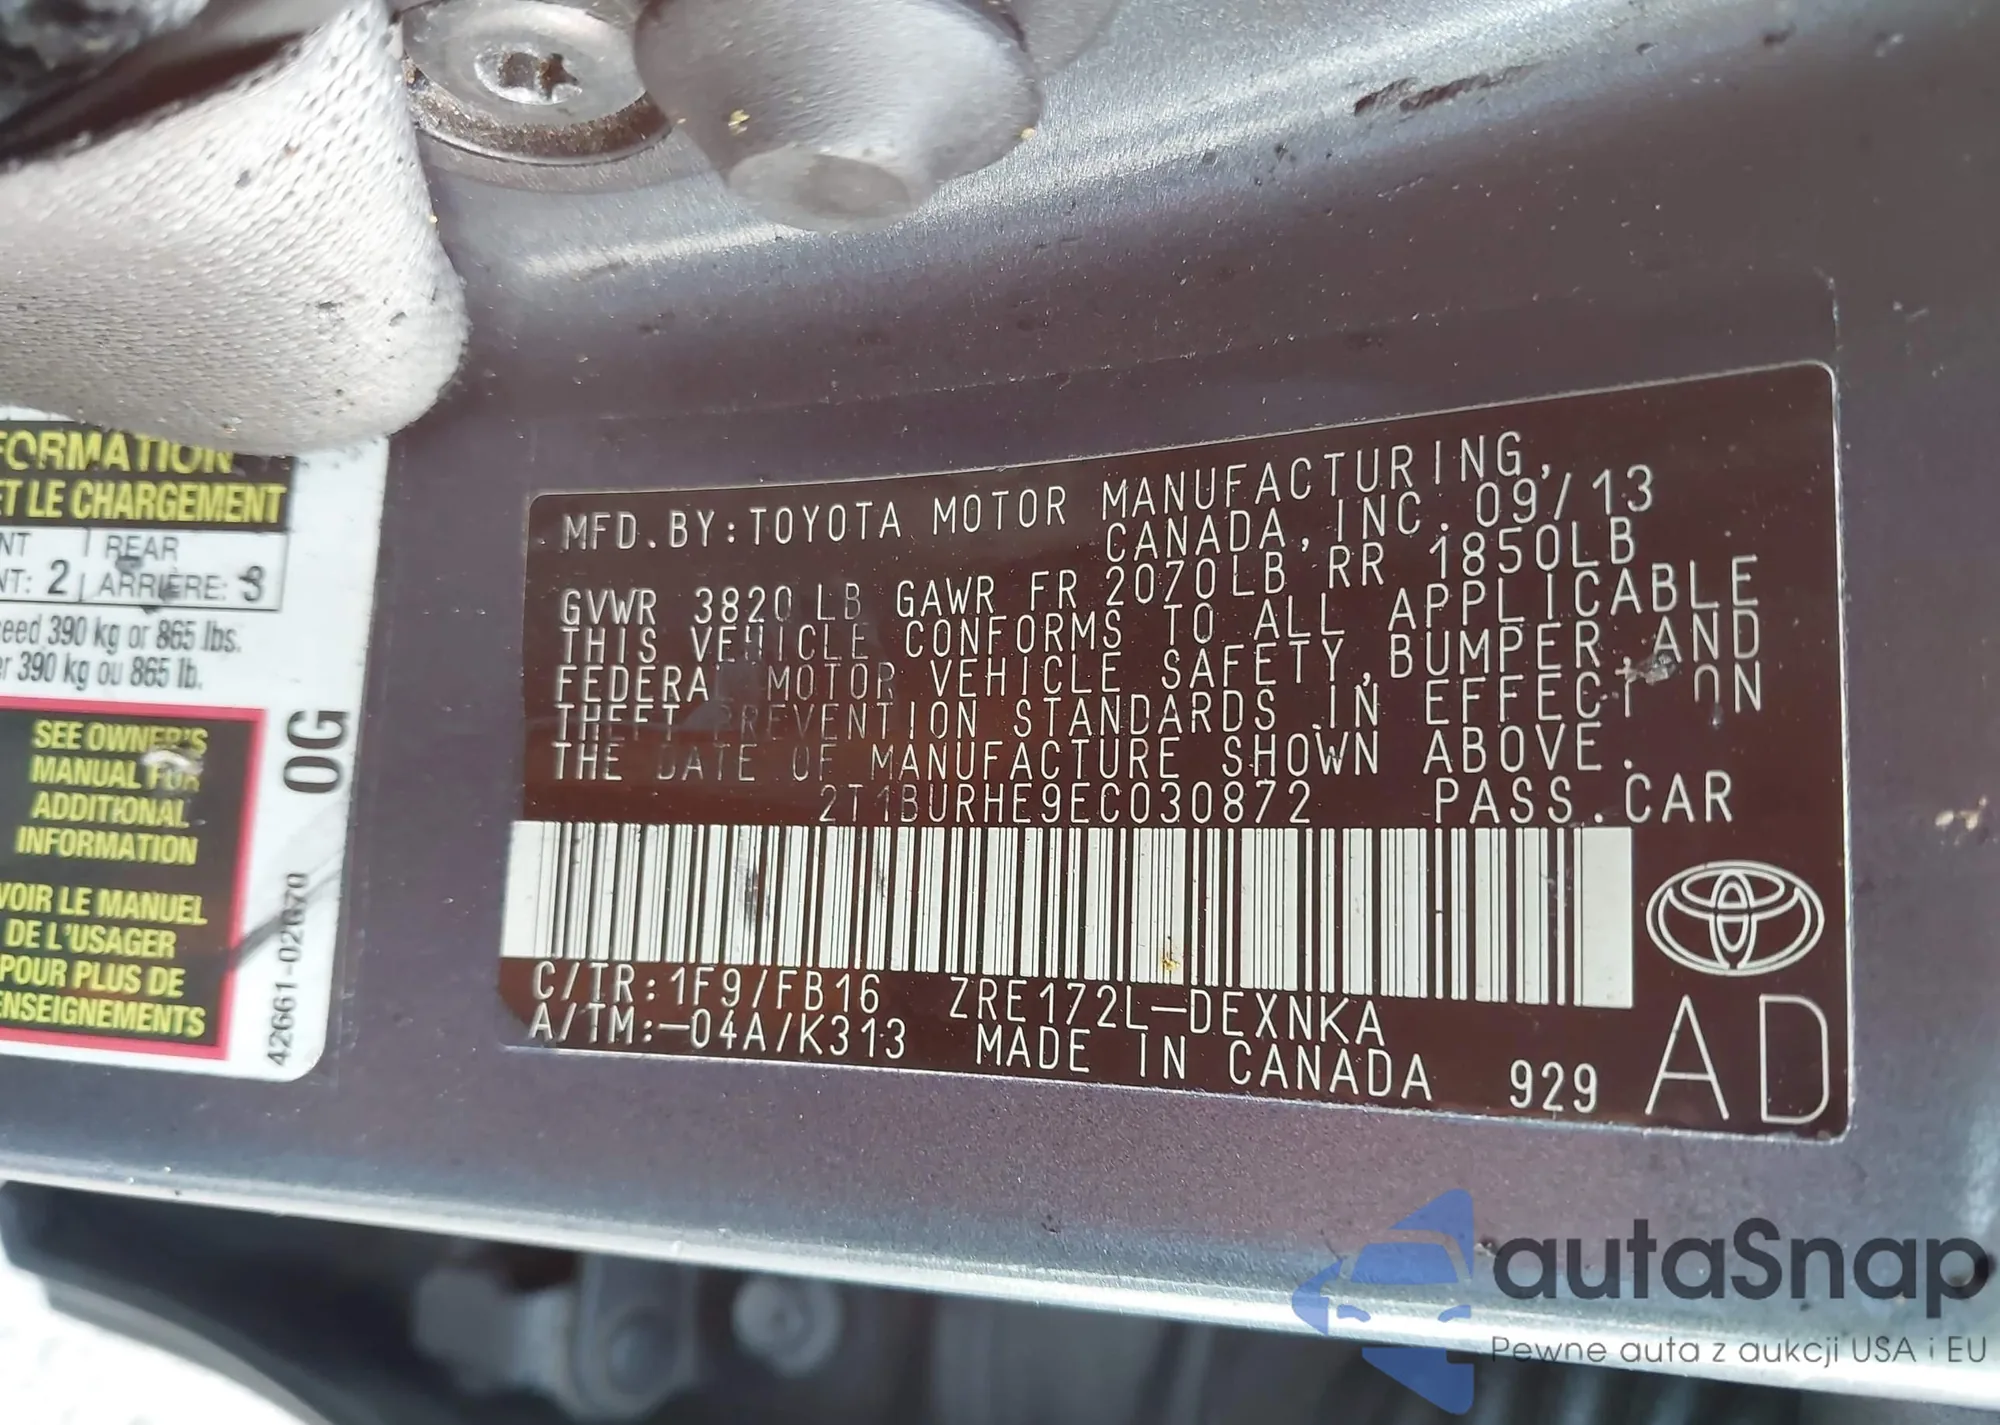 FORMATION
ET LE CHARGEMENT
NT 2 REAR
NT: ARRIÈRE: 3
eed 390 kg or 865 lbs.
er 390 kg ou 865 lb.
SEE OWNER'S
MANUAL FOR
ADDITIONAL
INFORMATION
VOIR LE MANUEL
DE L'USAGER
POUR PLUS DE
ENSEIGNEMENTS
0G
42661-02670
MFD.BY:TOYOTA MOTOR MANUFACTURING,
CANADA,INC. 09/13
GVWR 3820LB GAWR FR 2070LB RR 1850LB
THIS VEHICLE CONFORMS TO ALL APPLICABLE
FEDERAL MOTOR VEHICLE SAFETY,BUMPER,AND
THEFT PREVENTION STANDARDS IN EFFECT ON
THE DATE OF MANUFACTURE SHOWN ABOVE.
2T1BURHE9EC030872 PASS.CAR
C/TR:1F9/FB16 ZRE172L-DEXNKA
A/TM:-04A/K313 MADE IN CANADA 929 AD
autaSnap
Pewne auta z aukcji USA i EU